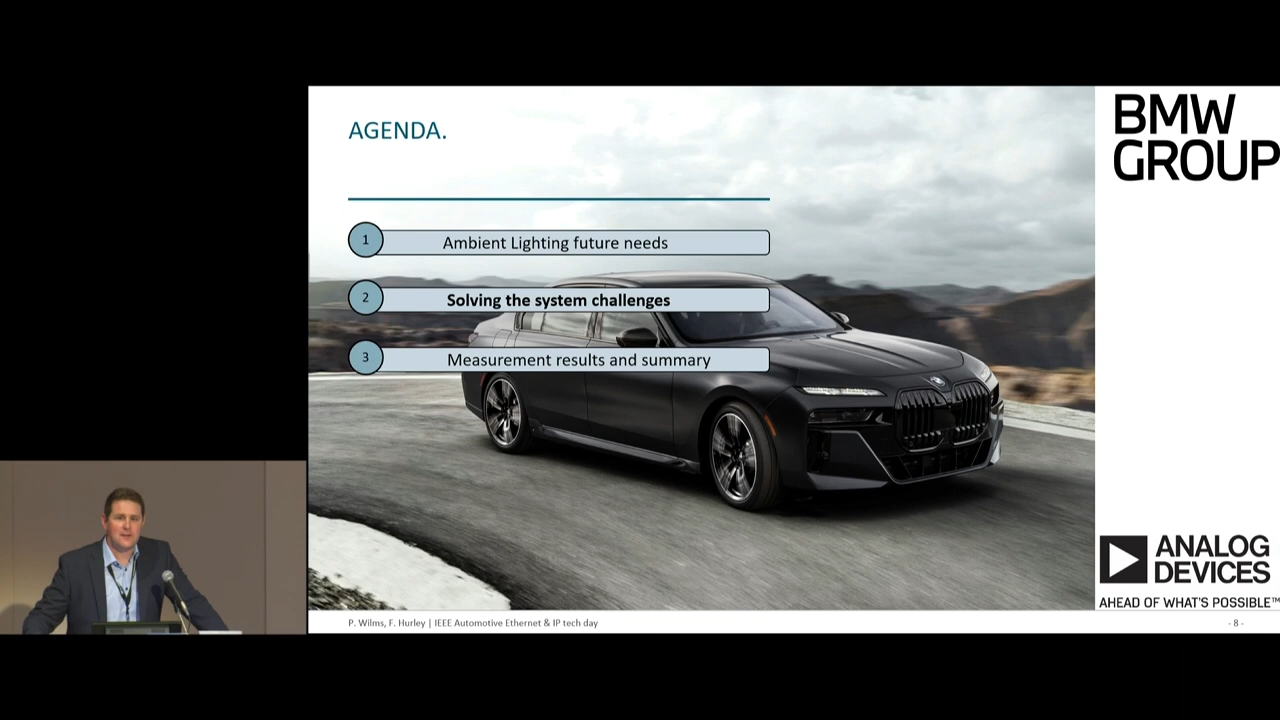 AGENDA.
1
Ambient Lighting future needs
2
Solving the system challenges
3
Measurement results and summary
BMW
GROUP
ANALOG
DEVICES
AHEAD OF WHAT'S POSSIBLE™
P. Wilms, F. Hurley | IEEE Automotive Ethernet & IP tech day
- 8 -